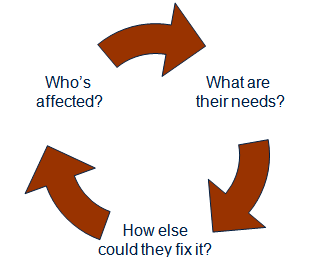 Who's
affected?
What are
their needs?
How else
could they fix it?